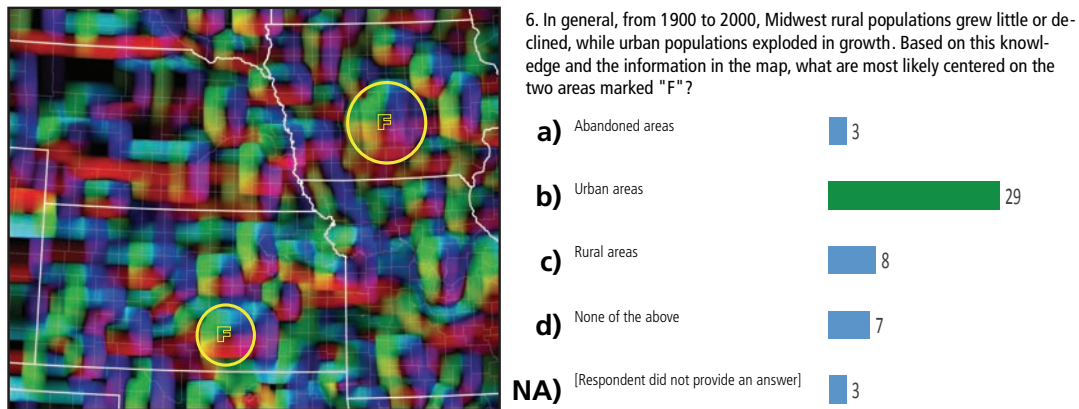 6. In general, from 1900 to 2000, Midwest rural populations grew little or de-
clined, while urban populations exploded in growth. Based on this knowl-
edge and the information in the map, what are most likely centered on the
two areas marked "F"?
F
a) Abandoned areas 3
b) Urban areas 29
c) Rural areas 8
F
d) None of the above 7
NA) [Respondent did not provide an answer] 3